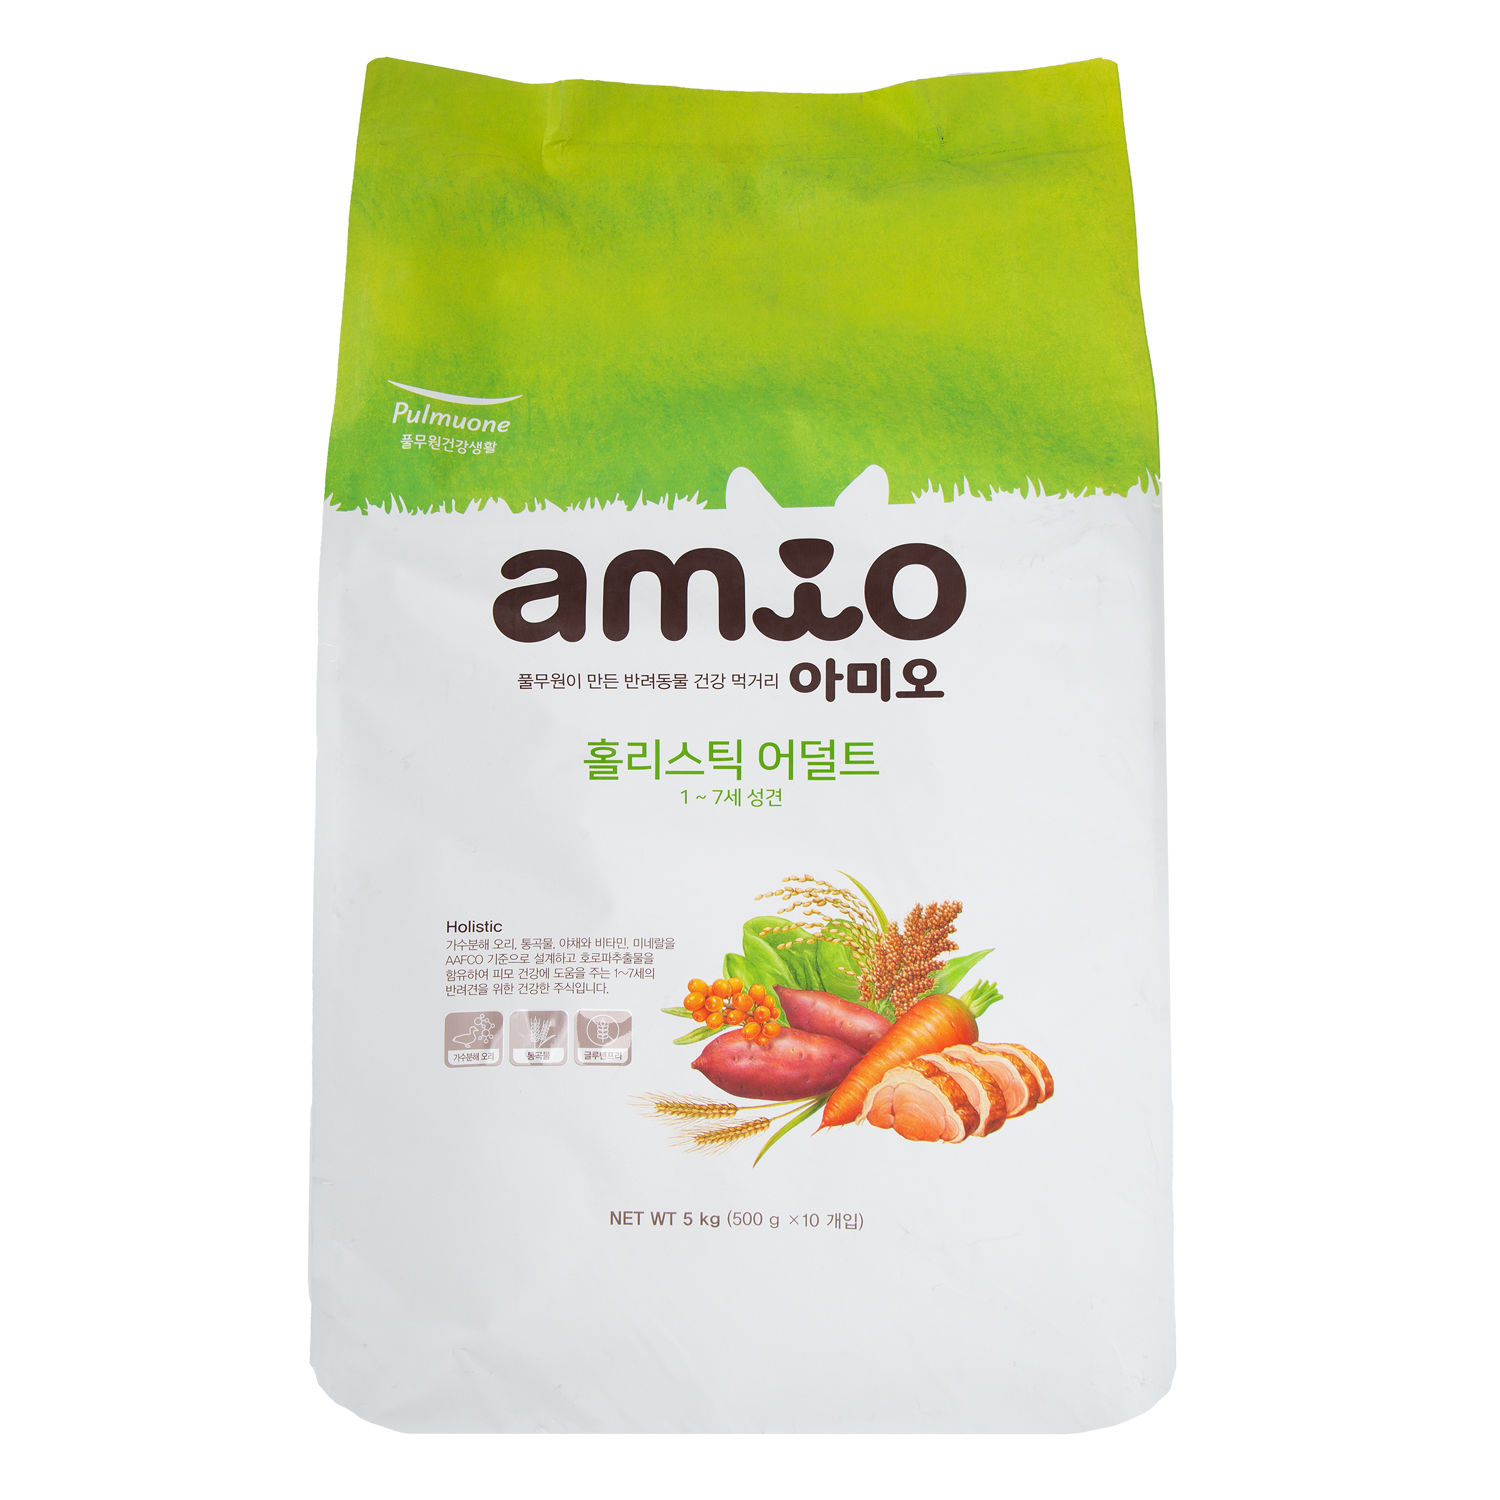 Pulmuone
풀무원건강생활
amio
풀무원이 만든 반려동물 건강 먹거리 아미오
홀리스틱 어덜트
1 ~ 7세 성견
Holistic
가수분해 오리, 통곡물, 야채와 비타민, 미네랄을
AAFCO 기준으로 설계하고 호로파추출물을
함유하여 피모 건강에 도움을 주는 1~7세의
반려견을 위한 건강한 주식입니다.
가수분해 오리 통곡물 글루텐프리
NET WT 5 kg (500 g ×10 개입)